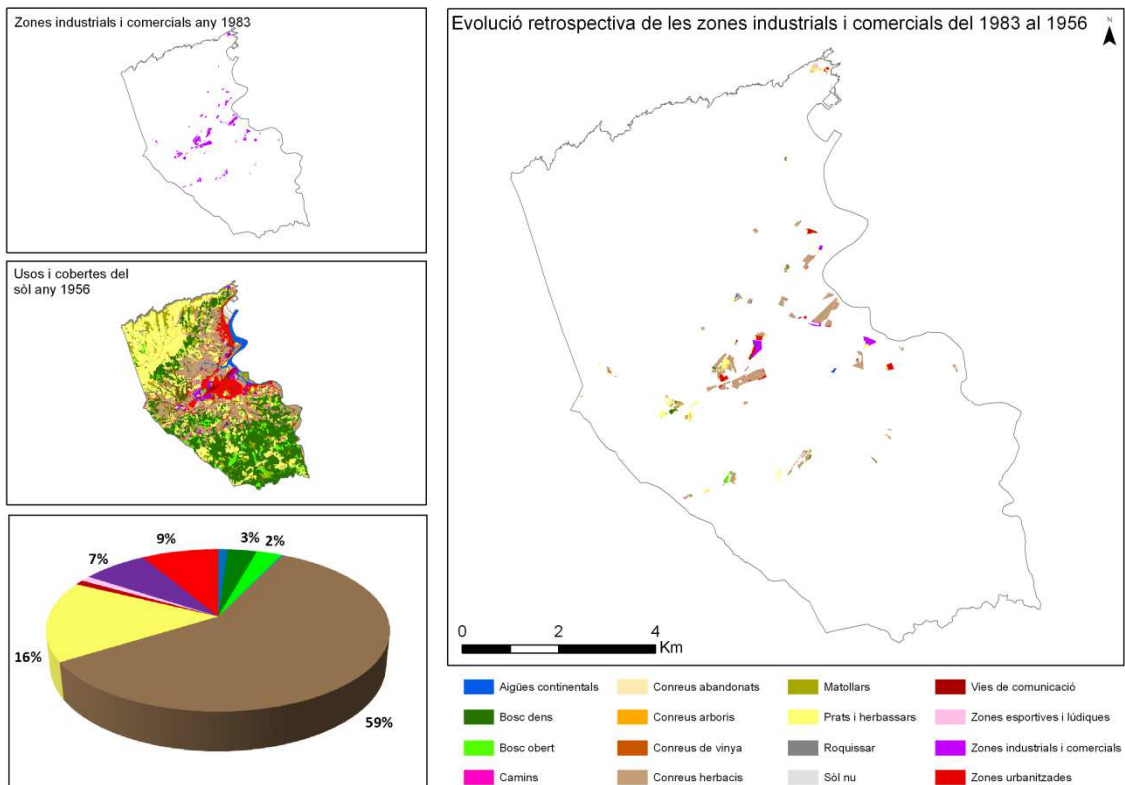 Zones industrials i comercials any 1983
Evolució retrospectiva de les zones industrials i comercials del 1983 al 1956
N
Usos i cobertes del
sòl any 1956
9%
3%
2%
7%
16%
59%
0 2 4
Km
Aigües continentals
Bosc dens
Bosc obert
Camins
Conreus abandonats
Conreus arboris
Conreus de vinya
Conreus herbacis
Matollars
Prats i herbassars
Roquissar
Sòl nu
Vies de comunicació
Zones esportives i lúdiques
Zones industrials i comercials
Zones urbanitzades